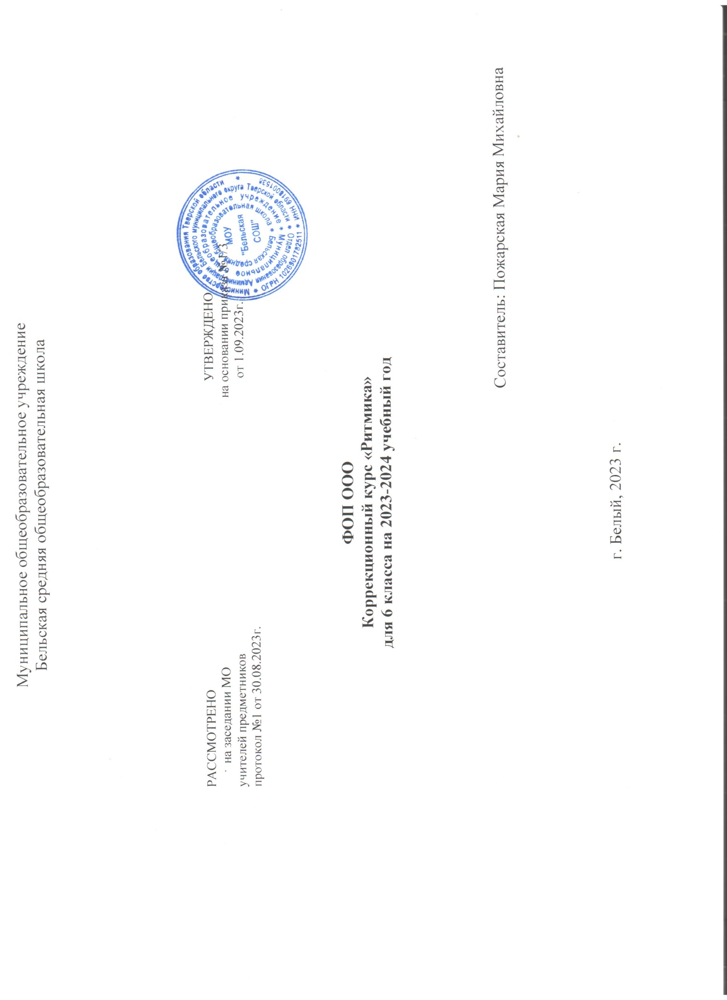 Муниципальное общеобразовательное учреждение
Бельская средняя общеобразовательная школа
РАССМОТРЕНО
на заседании МО
учителей предметников
протокол №1 от 30.08.2023г.
УТВЕРЖДЕНО
на основании приказа №1/3
от 1.09.2023г.
Министерство образования Тверской области
* ОГРН 1026901782511 * ИНН 6918001538 *
Отдел образования Администрации Бельского муниципального округа Тверской области *
* Муниципальное общеобразовательное учреждение
* Бельская средняя общеобразовательная школа
МОУ
"Бельская
СОШ"
ФОП ООО
Коррекционный курс «Ритмика»
для 6 класса на 2023-2024 учебный год
Составитель: Пожарская Мария Михайловна
г. Белый, 2023 г.